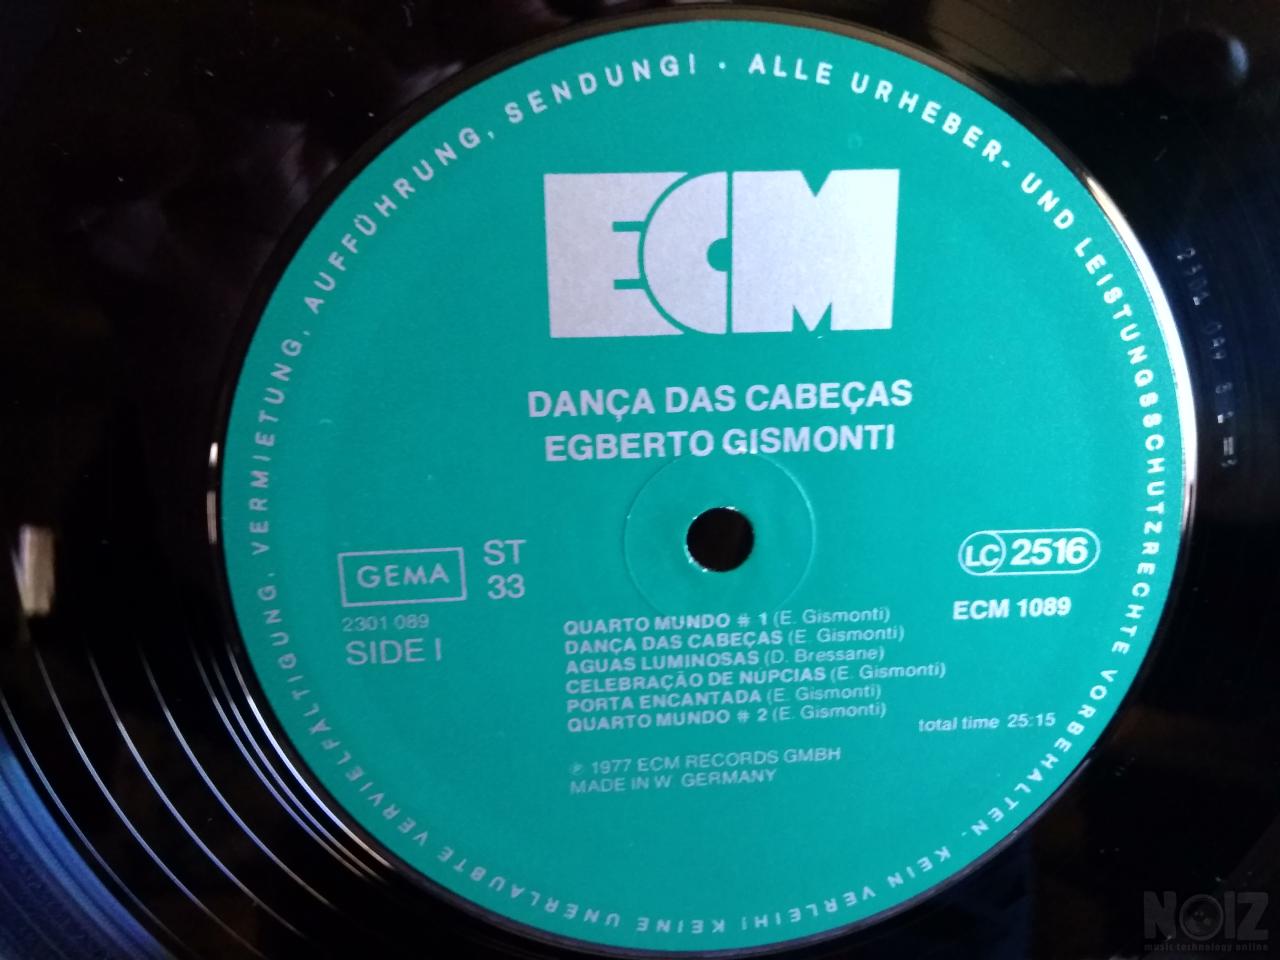 ALLE URHEBER- UND LEISTUNGSSCHUTZRECHTE VORBEHALTEN. KEIN VERLEIH! KEINE UNERLAUBTE VERVIELFÄLTIGUNG, VERMIETUNG, AUFFÜHRUNG, SENDUNG! ·
ECM
DANÇA DAS CABEÇAS
EGBERTO GISMONTI
GEMA
ST
33
2301 089
SIDE I
LC 2516
ECM 1089
QUARTO MUNDO # 1 (E. Gismonti)
DANÇA DAS CABEÇAS (E. Gismonti)
AGUAS LUMINOSAS (D. Bressane)
CELEBRAÇÃO DE NUPCIAS (E. Gismonti)
PORTA ENCANTADA (E. Gismonti)
QUARTO MUNDO # 2 (E. Gismonti)
total time 25:15
℗ 1977 ECM RECORDS GMBH
MADE IN W. GERMANY
NOIZ
music technology online